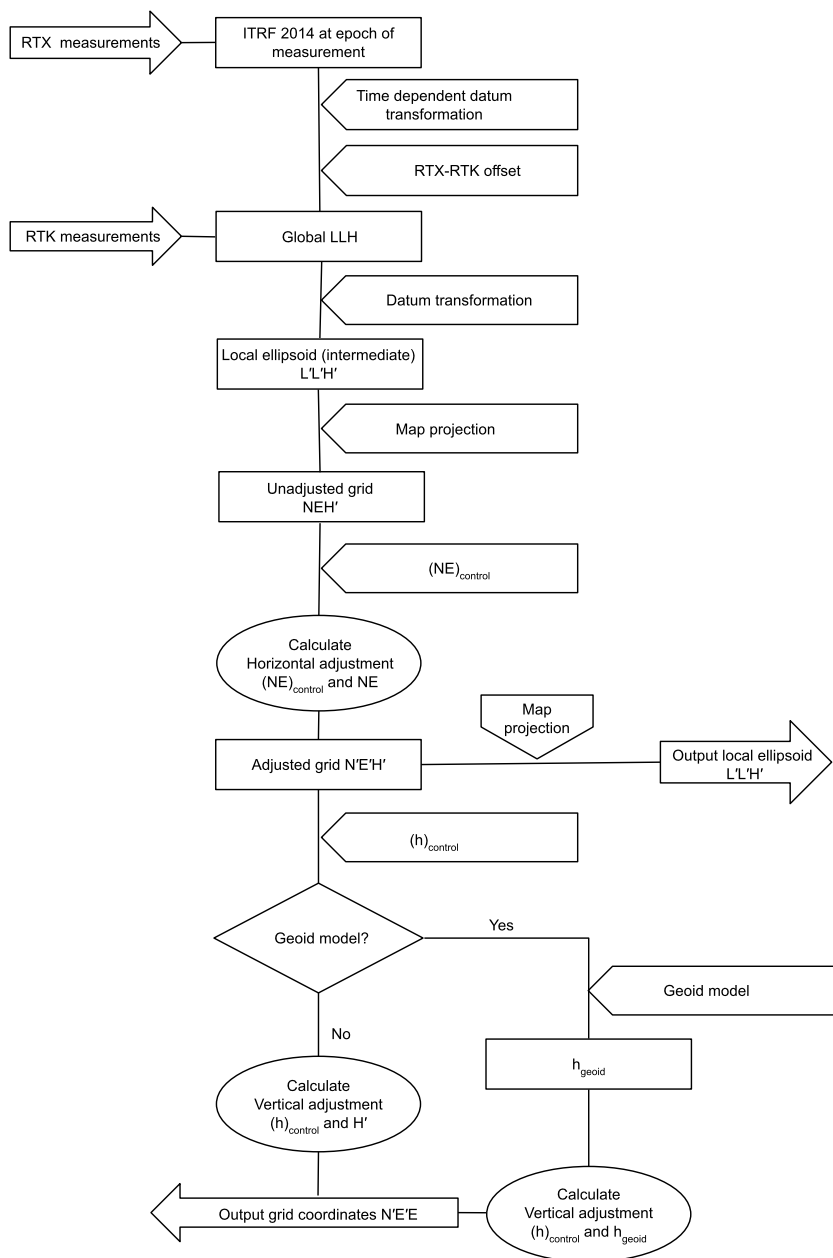 RTX measurements
ITRF 2014 at epoch of
measurement
Time dependent datum
transformation
RTX-RTK offset
RTK measurements
Global LLH
Datum transformation
Local ellipsoid (intermediate)
L′L′H′
Map projection
Unadjusted grid
NEH′
(NE)control
Calculate
Horizontal adjustment
(NE)control and NE
Map
projection
Adjusted grid N′E′H′
Output local ellipsoid
L′L′H′
(h)control
Geoid model?
Yes
Geoid model
No
hgeoid
Calculate
Vertical adjustment
(h)control and H′
Output grid coordinates N′E′E
Calculate
Vertical adjustment
(h)control and hgeoid